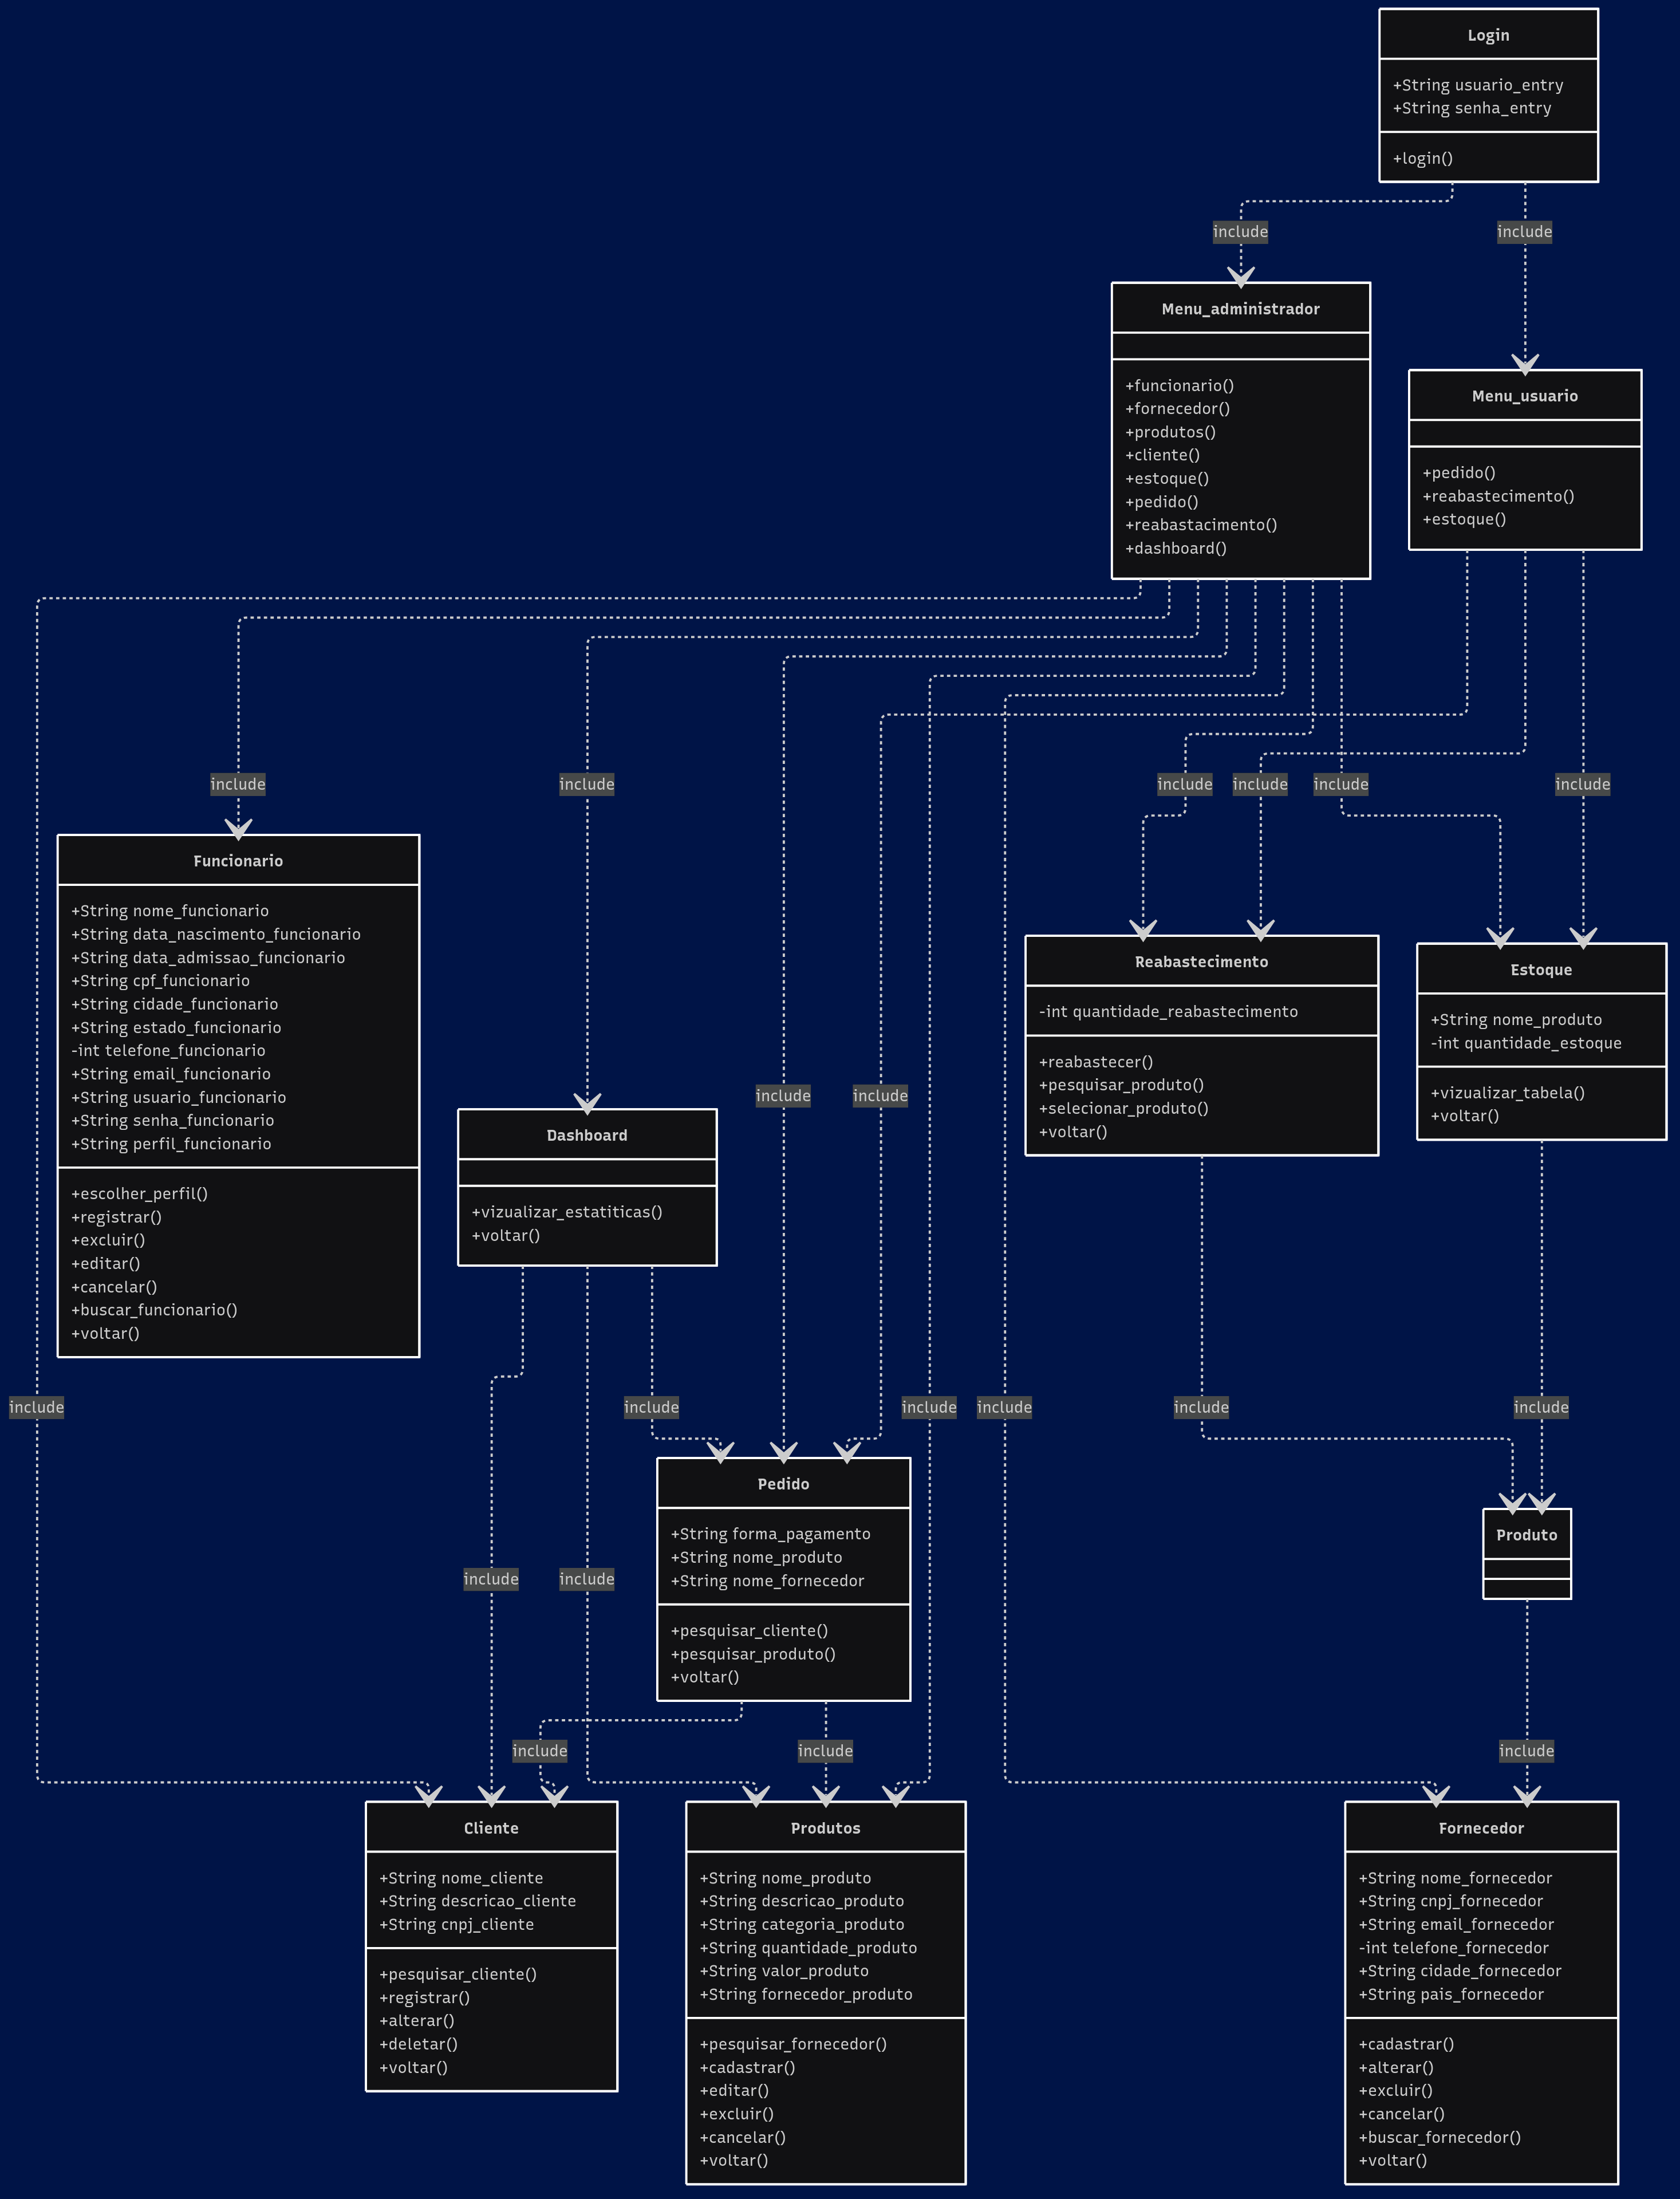 Login
+String usuario_entry
+String senha_entry
+login()
include
include
Menu_administrador
+funcionario()
+fornecedor()
+produtos()
+cliente()
+estoque()
+pedido()
+reabastacimento()
+dashboard()
Menu_usuario
+pedido()
+reabastecimento()
+estoque()
include
include
include
include
include
include
Funcionario
+String nome_funcionario
+String data_nascimento_funcionario
+String data_admissao_funcionario
+String cpf_funcionario
+String cidade_funcionario
+String estado_funcionario
-int telefone_funcionario
+String email_funcionario
+String usuario_funcionario
+String senha_funcionario
+String perfil_funcionario
+escolher_perfil()
+registrar()
+excluir()
+editar()
+cancelar()
+buscar_funcionario()
+voltar()
Reabastecimento
-int quantidade_reabastecimento
+reabastecer()
+pesquisar_produto()
+selecionar_produto()
+voltar()
Estoque
+String nome_produto
-int quantidade_estoque
+vizualizar_tabela()
+voltar()
include
include
Dashboard
+vizualizar_estatiticas()
+voltar()
include
include
include
include
include
include
Pedido
+String forma_pagamento
+String nome_produto
+String nome_fornecedor
+pesquisar_cliente()
+pesquisar_produto()
+voltar()
Produto
include
include
include
include
include
Cliente
+String nome_cliente
+String descricao_cliente
+String cnpj_cliente
+pesquisar_cliente()
+registrar()
+alterar()
+deletar()
+voltar()
Produtos
+String nome_produto
+String descricao_produto
+String categoria_produto
+String quantidade_produto
+String valor_produto
+String fornecedor_produto
+pesquisar_fornecedor()
+cadastrar()
+editar()
+excluir()
+cancelar()
+voltar()
Fornecedor
+String nome_fornecedor
+String cnpj_fornecedor
+String email_fornecedor
-int telefone_fornecedor
+String cidade_fornecedor
+String pais_fornecedor
+cadastrar()
+alterar()
+excluir()
+cancelar()
+buscar_fornecedor()
+voltar()